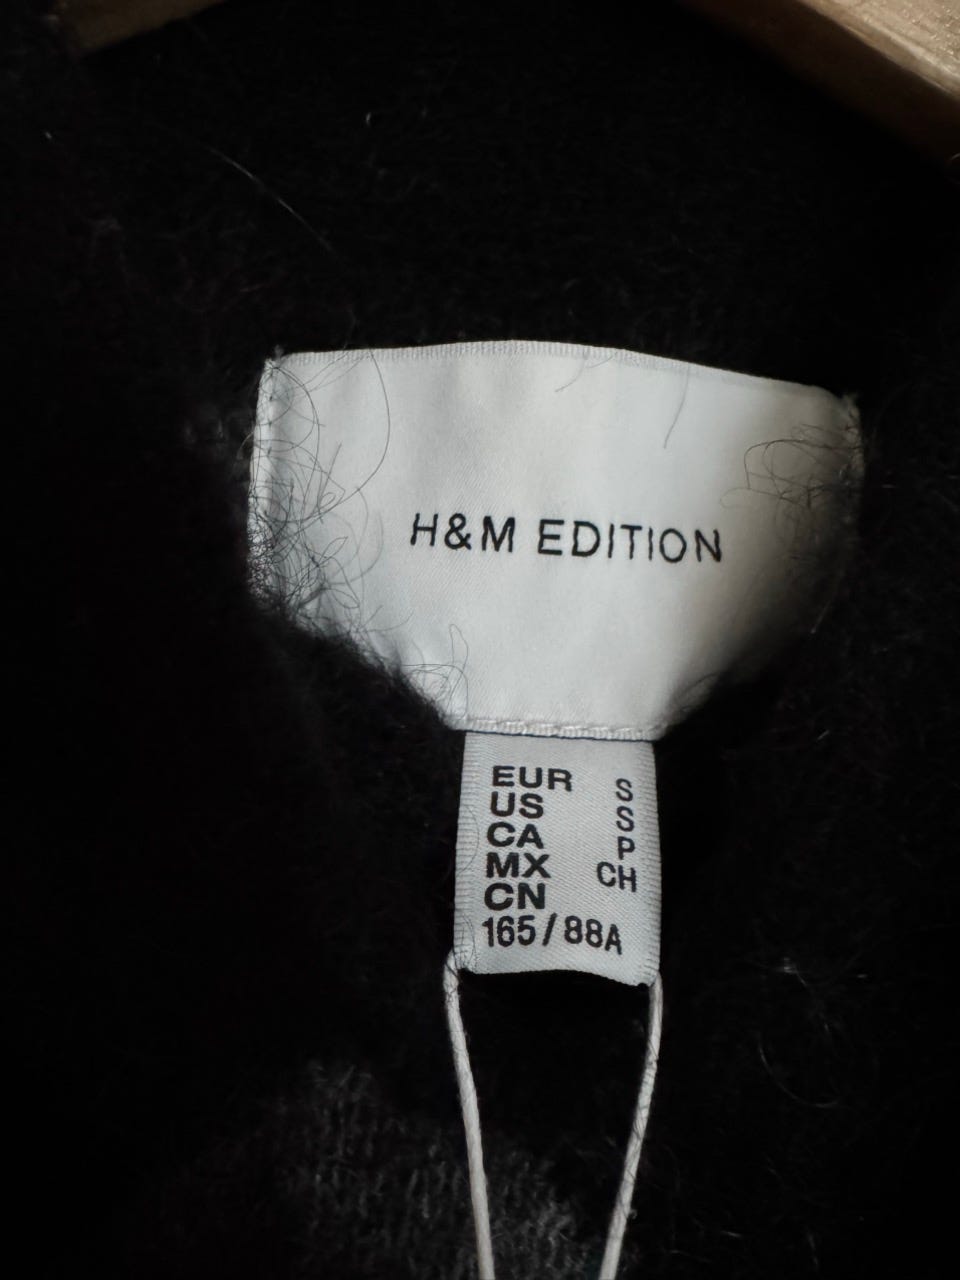 H&M EDITION
EUR S
US S
CA P
MX CH
CN
165/88A